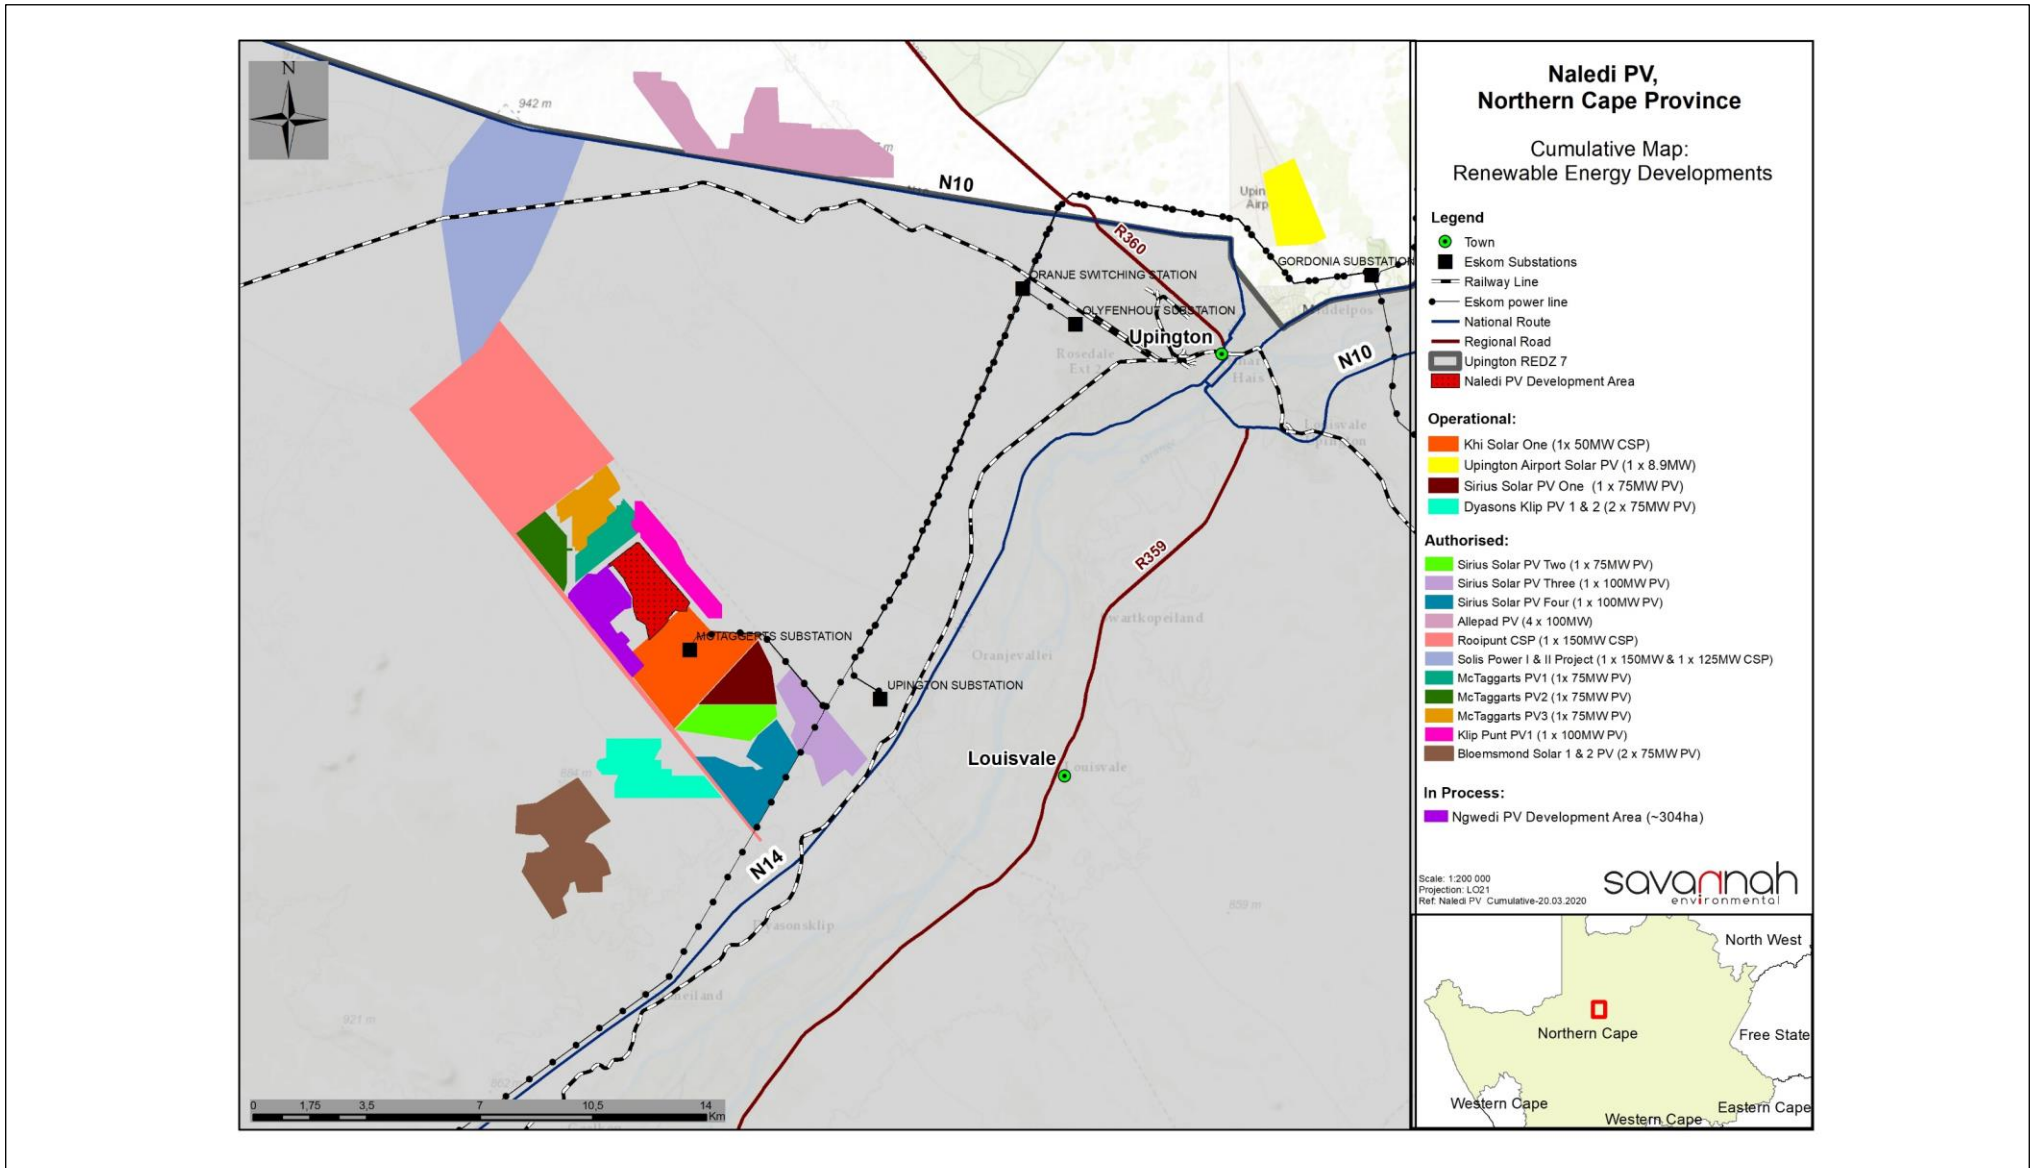 Naledi PV,
Northern Cape Province
Cumulative Map:
Renewable Energy Developments
Legend
Town
Eskom Substations
Railway Line
Eskom power line
National Route
Regional Road
Upington REDZ 7
Naledi PV Development Area
Operational:
Khi Solar One (1x 50MW CSP)
Upington Airport Solar PV (1 x 8.9MW)
Sirius Solar PV One (1 x 75MW PV)
Dyasons Klip PV 1 & 2 (2 x 75MW PV)
Authorised:
Sirius Solar PV Two (1 x 75MW PV)
Sirius Solar PV Three (1 x 100MW PV)
Sirius Solar PV Four (1 x 100MW PV)
Allepad PV (4 x 100MW)
Rooipunt CSP (1 x 150MW CSP)
Solis Power I & II Project (1 x 150MW & 1 x 125MW CSP)
McTaggarts PV1 (1x 75MW PV)
McTaggarts PV2 (1x 75MW PV)
McTaggarts PV3 (1x 75MW PV)
Klip Punt PV1 (1 x 100MW PV)
Bloemsmond Solar 1 & 2 PV (2 x 75MW PV)
In Process:
Ngwedi PV Development Area (~304ha)
Scale: 1:200 000
Projection: LO21
Ref: Naledi PV Cumulative-20.03.2020
savannah
environmental
North West
Northern Cape
Free State
Western Cape
Eastern Cape
Western Cape
N
942 m
N10
R360
ORANJE SWITCHING STATION
GORDONIA SUBSTATION
OLYFENHOUT SUBSTATION
Upington
Rosedale
Ext 2
N10
Louisvale
R359
MCTAGGERTS SUBSTATION
Oranjevallei
UPINGTON SUBSTATION
Louisvale
Louisvale
N14
859 m
921 m
0 1,75 3,5 7 10,5 14
Km